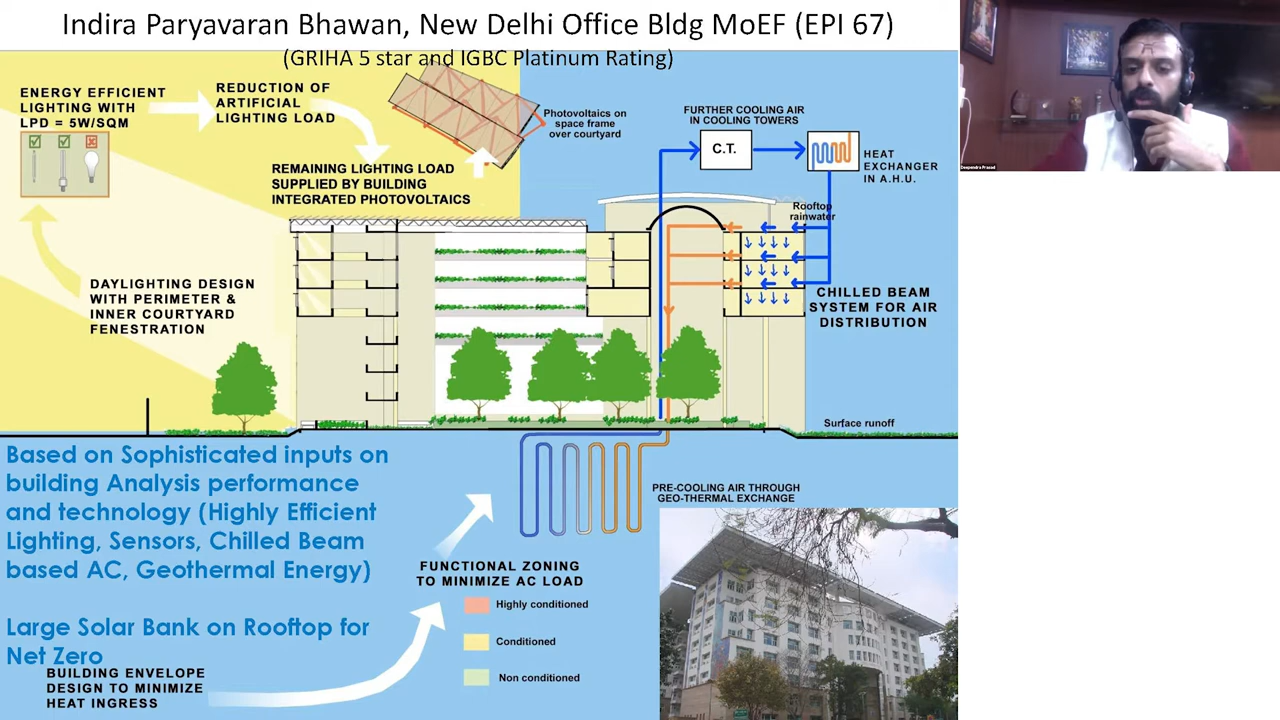 Indira Paryavaran Bhawan, New Delhi Office Bldg MoEF (EPI 67)
(GRIHA 5 star and IGBC Platinum Rating)
ENERGY EFFICIENT
LIGHTING WITH
LPD = 5W/SQM
REDUCTION OF
ARTIFICIAL
LIGHTING LOAD
Photovoltaics on
space frame
over courtyard
FURTHER COOLING AIR
IN COOLING TOWERS
C.T.
HEAT
EXCHANGER
IN A.H.U.
REMAINING LIGHTING LOAD
SUPPLIED BY BUILDING
INTEGRATED PHOTOVOLTAICS
Rooftop
rainwater
DAYLIGHTING DESIGN
WITH PERIMETER &
INNER COURTYARD
FENESTRATION
CHILLED BEAM
SYSTEM FOR AIR
DISTRIBUTION
Surface runoff
Based on Sophisticated inputs on
building Analysis performance
and technology (Highly Efficient
Lighting, Sensors, Chilled Beam
based AC, Geothermal Energy)
Large Solar Bank on Rooftop for
Net Zero
PRE-COOLING AIR THROUGH
GEO-THERMAL EXCHANGE
FUNCTIONAL ZONING
TO MINIMIZE AC LOAD
Highly conditioned
Conditioned
Non conditioned
BUILDING ENVELOPE
DESIGN TO MINIMIZE
HEAT INGRESS
Deependra Prasad